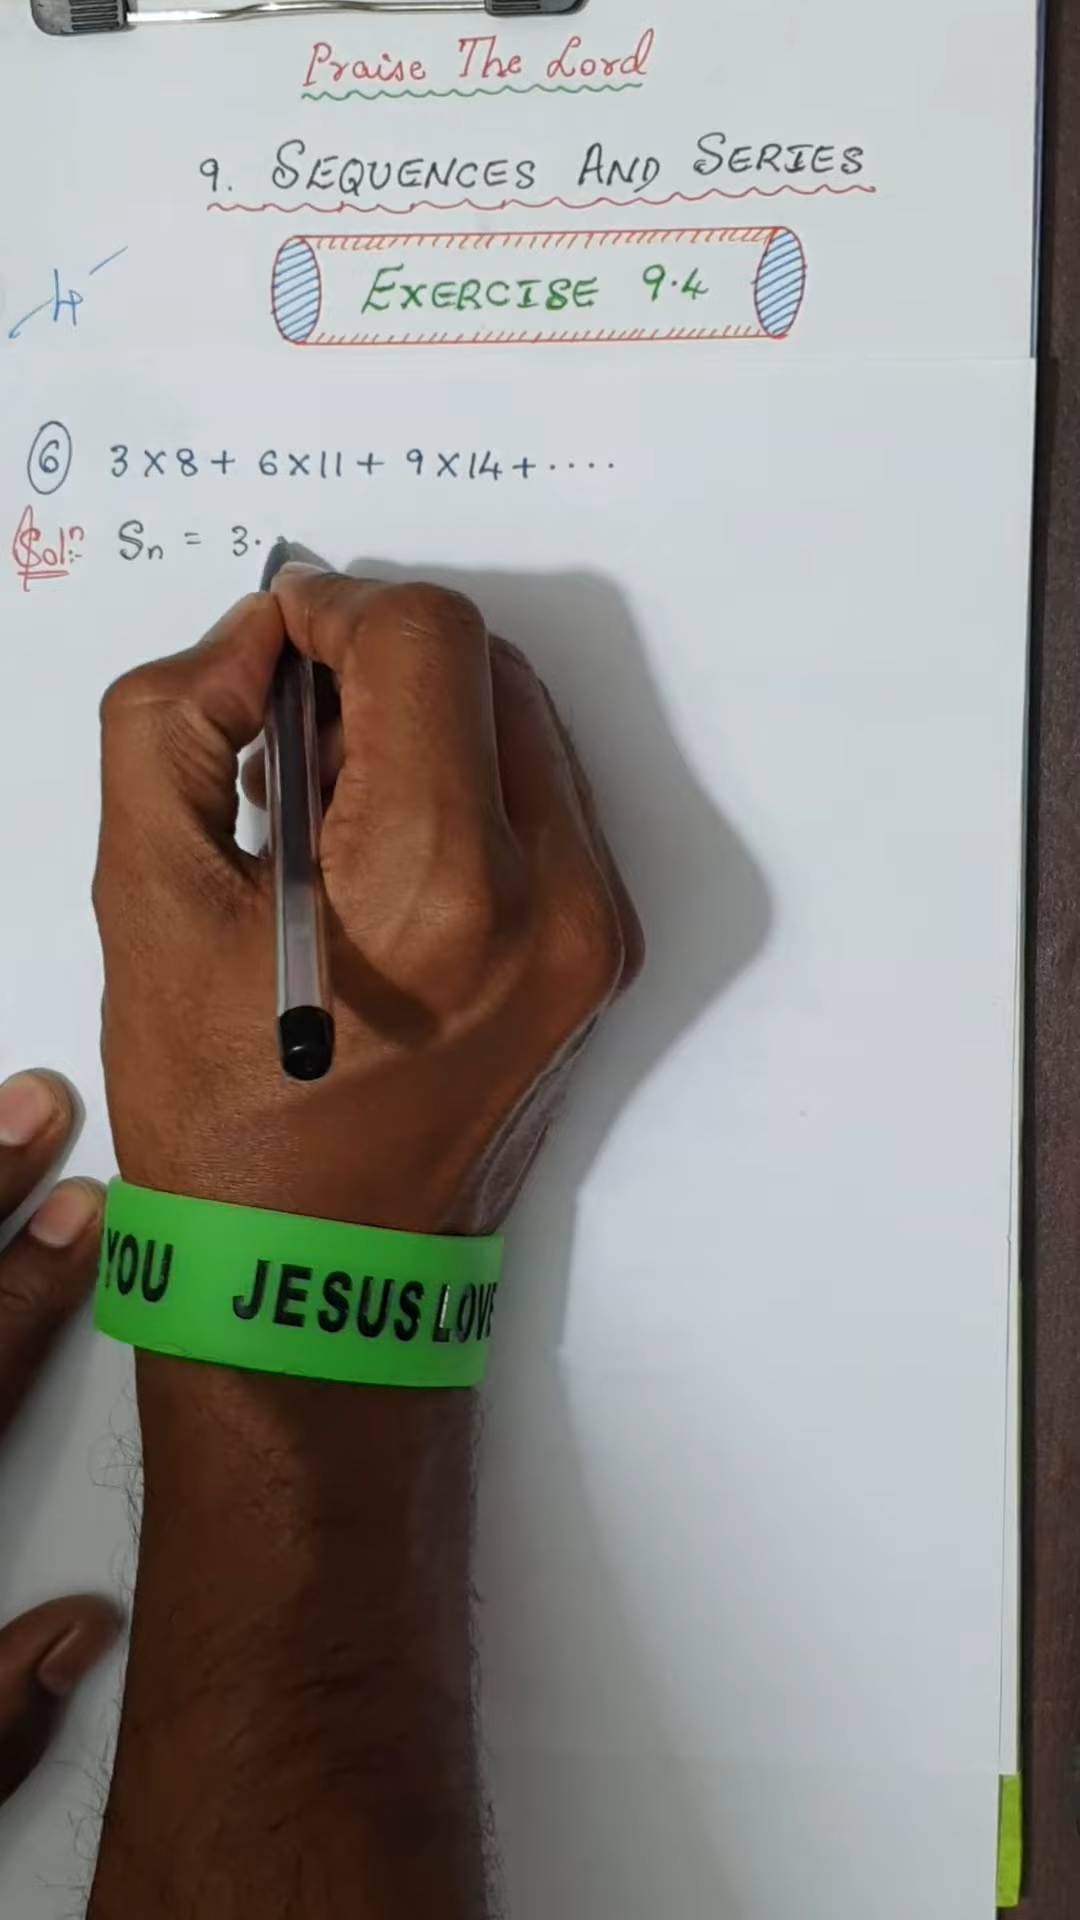 Praise The Lord
9. SEQUENCES AND SERIES
EXERCISE 9.4
6 3×8 + 6×11 + 9×14 + ....
Solⁿ:- Sn = 3.
YOU JESUS LOVE